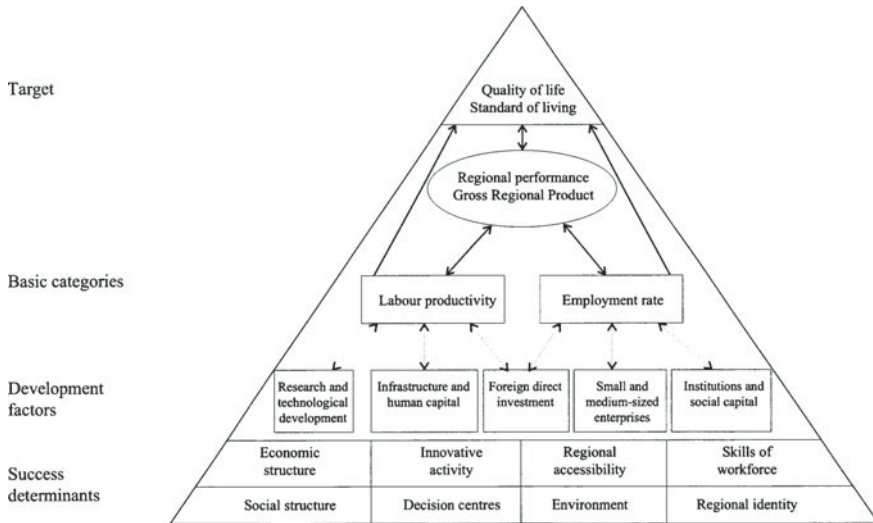 Target
Quality of life
Standard of living
Regional performance
Gross Regional Product
Basic categories
Labour productivity
Employment rate
Development
factors
Research and
technological
development
Infrastructure and
human capital
Foreign direct
investment
Small and
medium-sized
enterprises
Institutions and
social capital
Success
determinants
Economic
structure
Innovative
activity
Regional
accessibility
Skills of
workforce
Social structure
Decision centres
Environment
Regional identity